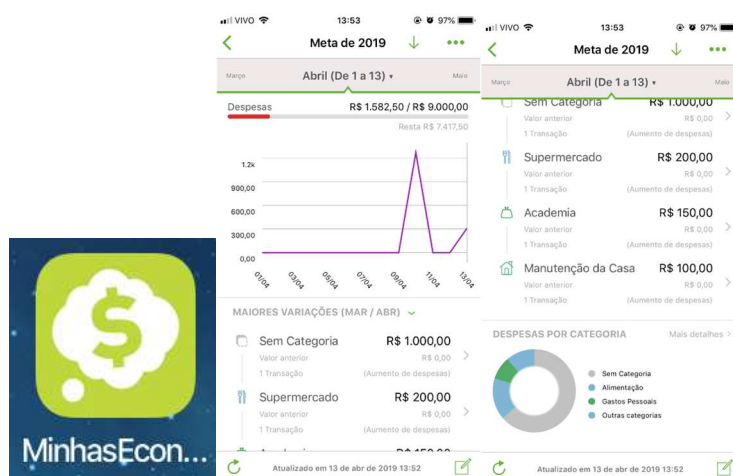 $
MinhasEcon...
VIVO 13:53 97%
Meta de 2019
Março Abril (De 1 a 13) Maio
Despesas R$ 1.582,50 / R$ 9.000,00
Resta R$ 7.417,50
1.2k
900,00
600,00
300,00
0,00
01/04 03/04 05/04 07/04 09/04 11/04 13/04
MAIORES VARIAÇÕES (MAR / ABR)
Sem Categoria R$ 1.000,00
Valor anterior R$ 0,00
1 Transação (Aumento de despesas)
Supermercado R$ 200,00
Valor anterior R$ 0,00
1 Transação (Aumento de despesas)
Atualizado em 13 de abr de 2019 13:52
VIVO 13:53 97%
Meta de 2019
Março Abril (De 1 a 13) Maio
Sem Categoria R$ 1.000,00
Valor anterior R$ 0,00
1 Transação (Aumento de despesas)
Supermercado R$ 200,00
Valor anterior R$ 0,00
1 Transação (Aumento de despesas)
Academia R$ 150,00
Valor anterior R$ 0,00
1 Transação (Aumento de despesas)
Manutenção da Casa R$ 100,00
Valor anterior R$ 0,00
1 Transação (Aumento de despesas)
DESPESAS POR CATEGORIA Mais detalhes
Sem Categoria
Alimentação
Gastos Pessoais
Outras categorias
Atualizado em 13 de abr de 2019 13:52